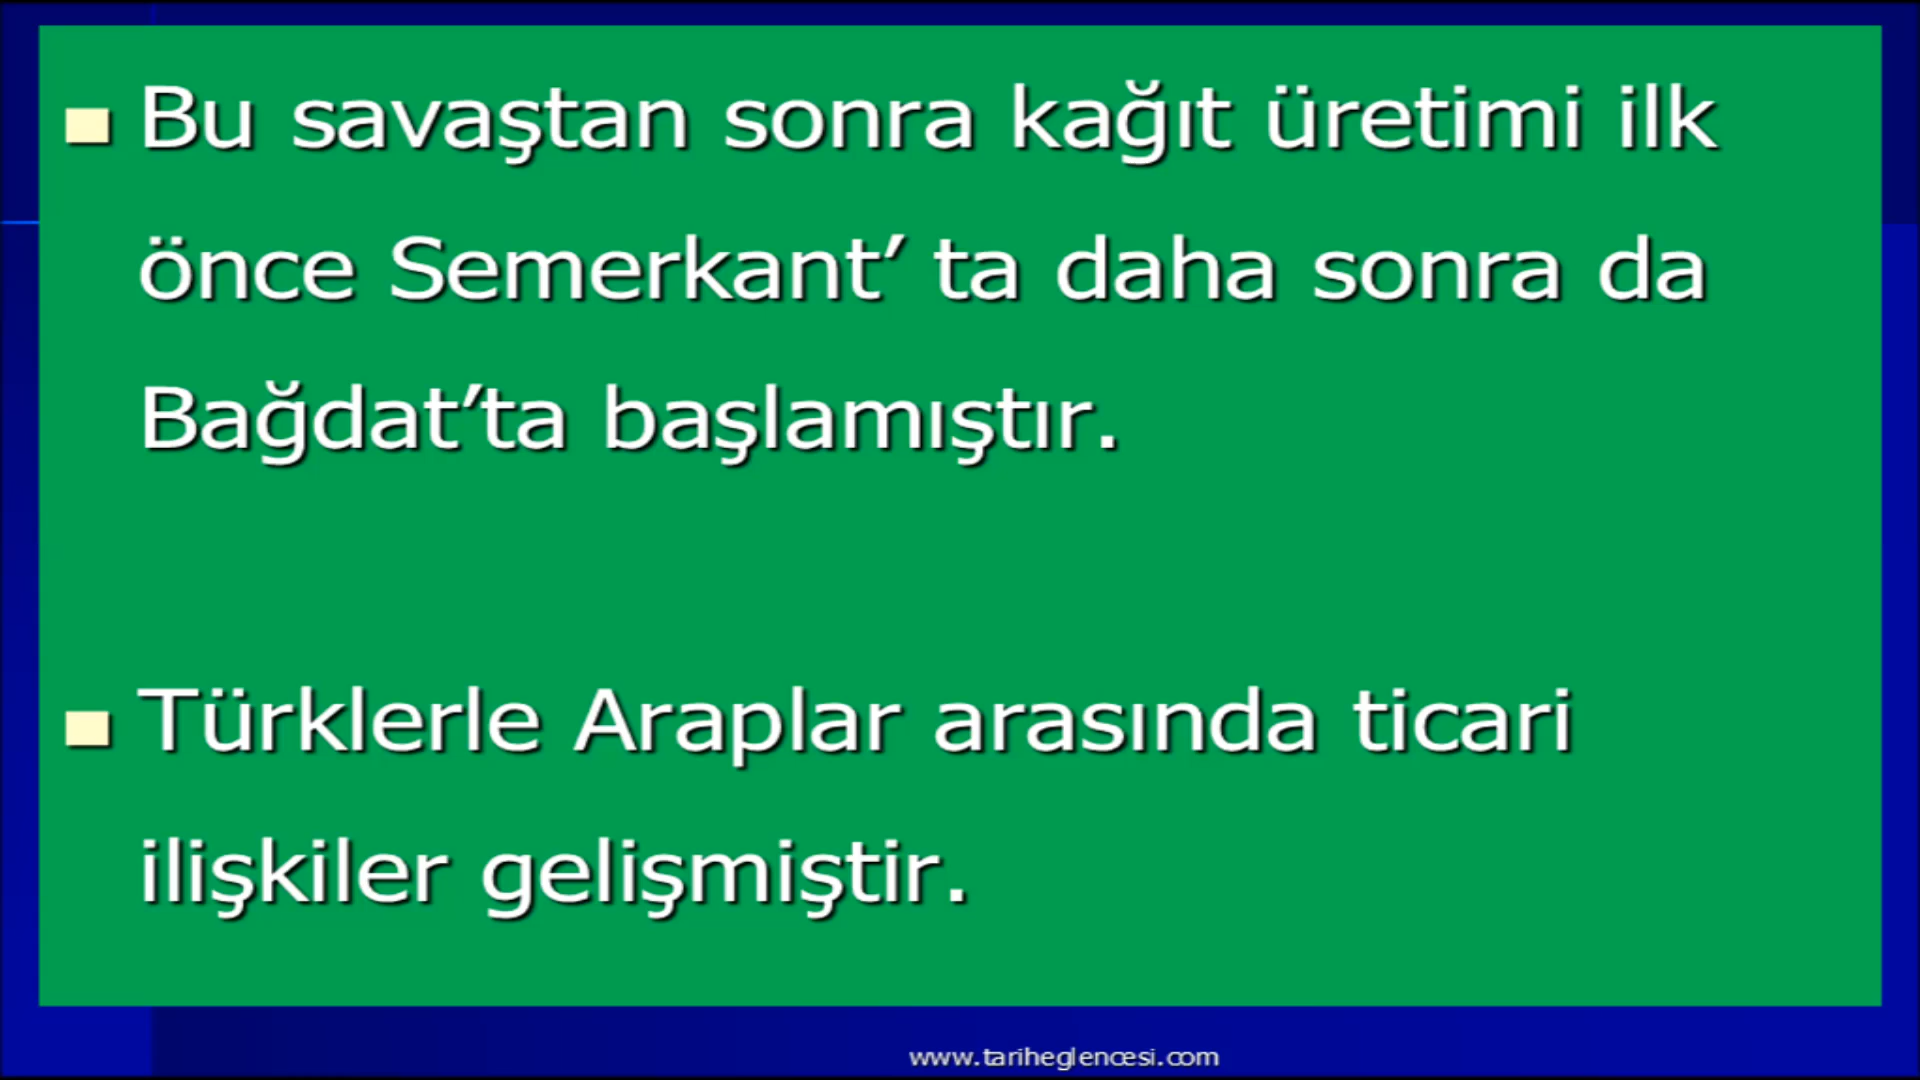 Bu savaştan sonra kağıt üretimi ilk
önce Semerkant’ ta daha sonra da
Bağdat’ta başlamıştır.
Türklerle Araplar arasında ticari
ilişkiler gelişmiştir.
www.tariheglencesi.com